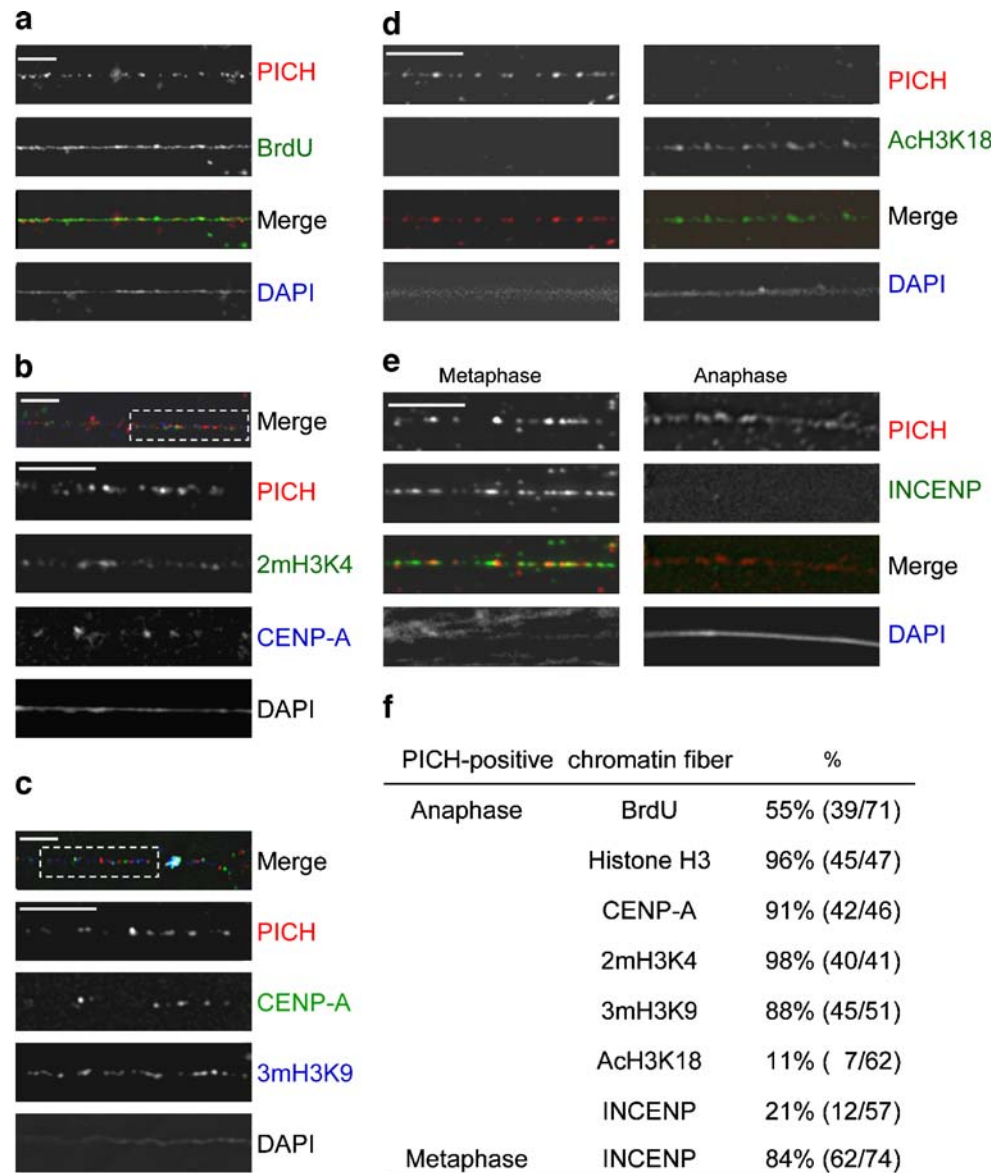 a
PICH
BrdU
Merge
DAPI
b
Merge
PICH
2mH3K4
CENP-A
DAPI
c
Merge
PICH
CENP-A
3mH3K9
DAPI
d
PICH
AcH3K18
Merge
DAPI
e
Metaphase Anaphase
PICH
INCENP
Merge
DAPI
f
PICH-positive chromatin fiber %
Anaphase BrdU 55% (39/71)
Histone H3 96% (45/47)
CENP-A 91% (42/46)
2mH3K4 98% (40/41)
3mH3K9 88% (45/51)
AcH3K18 11% ( 7/62)
INCENP 21% (12/57)
Metaphase INCENP 84% (62/74)